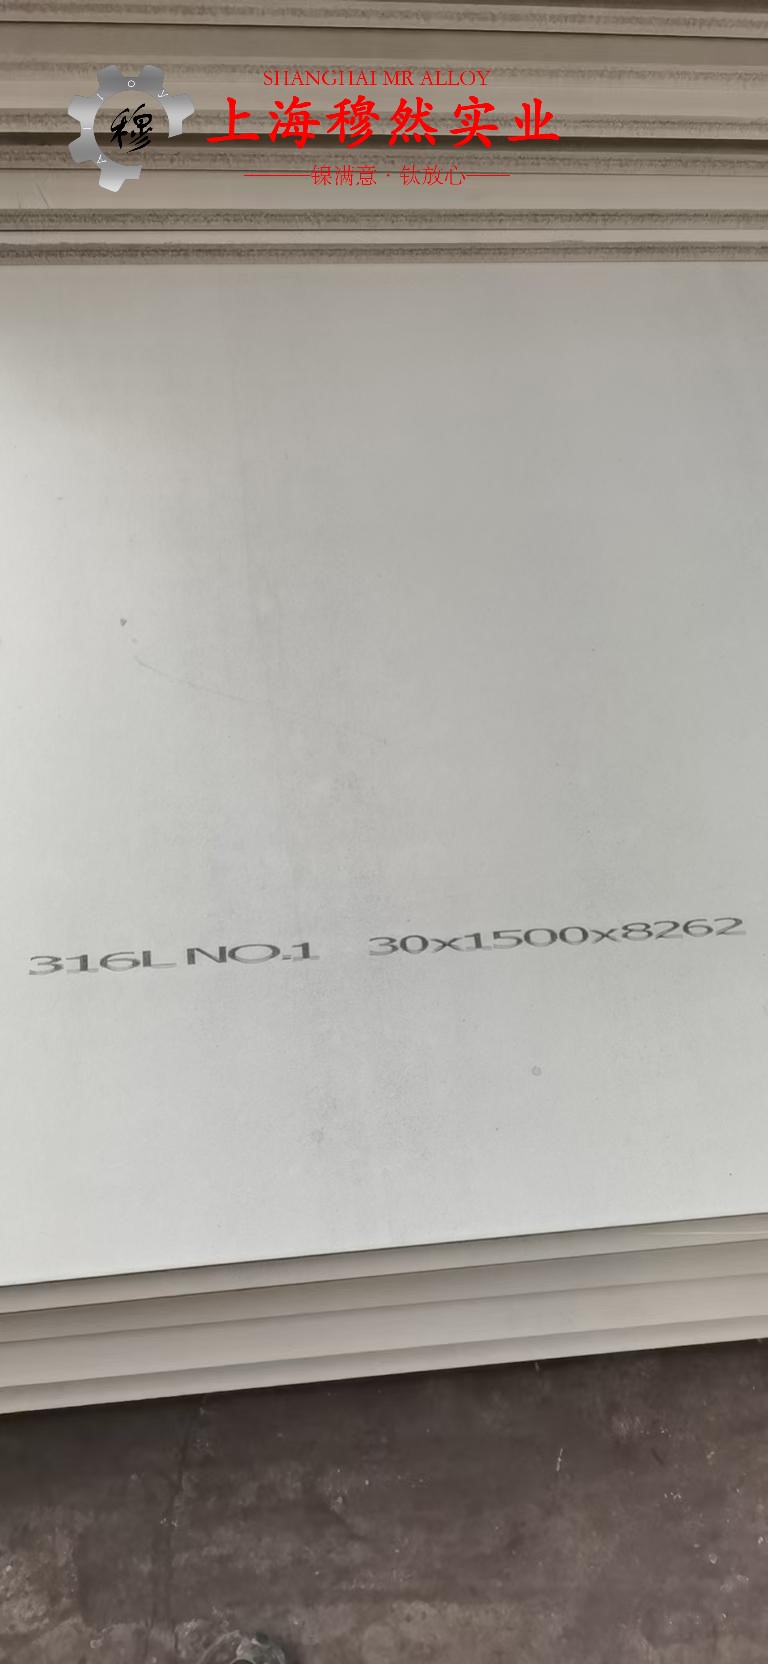 SHANGHAI MR ALLOY
上海穆然实业
穆
镍满意·钛放心
316L NO.1 30x1500x8262